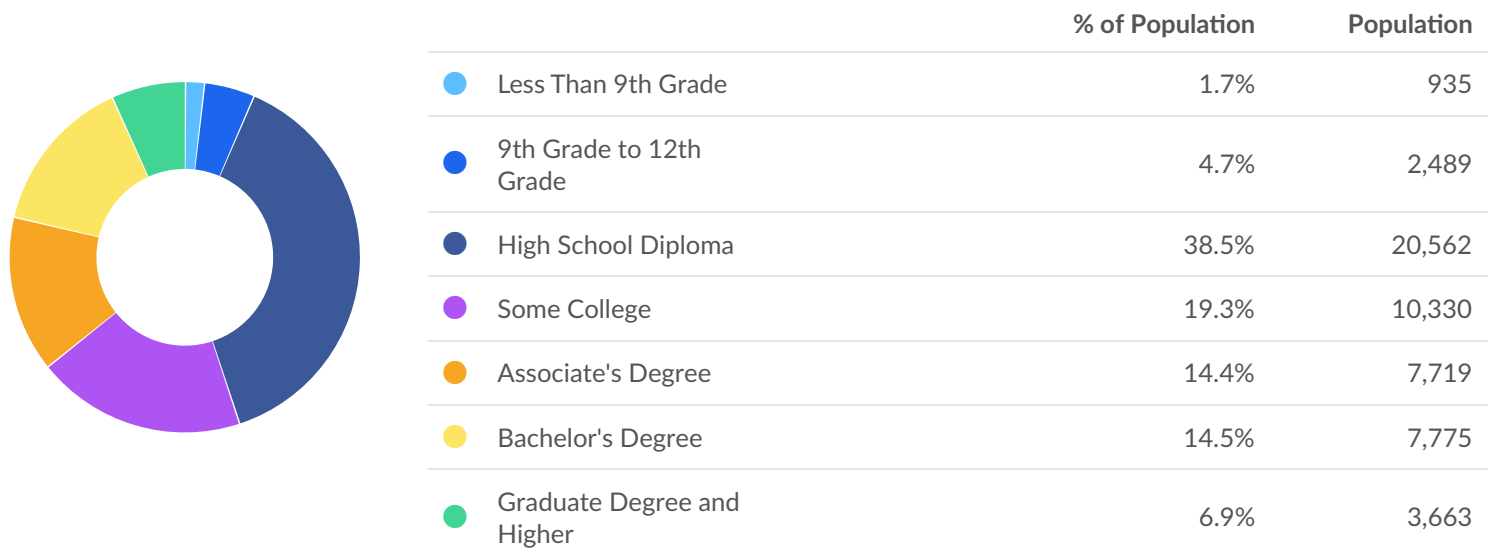 % of Population Population
Less Than 9th Grade 1.7% 935
9th Grade to 12th
Grade 4.7% 2,489
High School Diploma 38.5% 20,562
Some College 19.3% 10,330
Associate's Degree 14.4% 7,719
Bachelor's Degree 14.5% 7,775
Graduate Degree and
Higher 6.9% 3,663